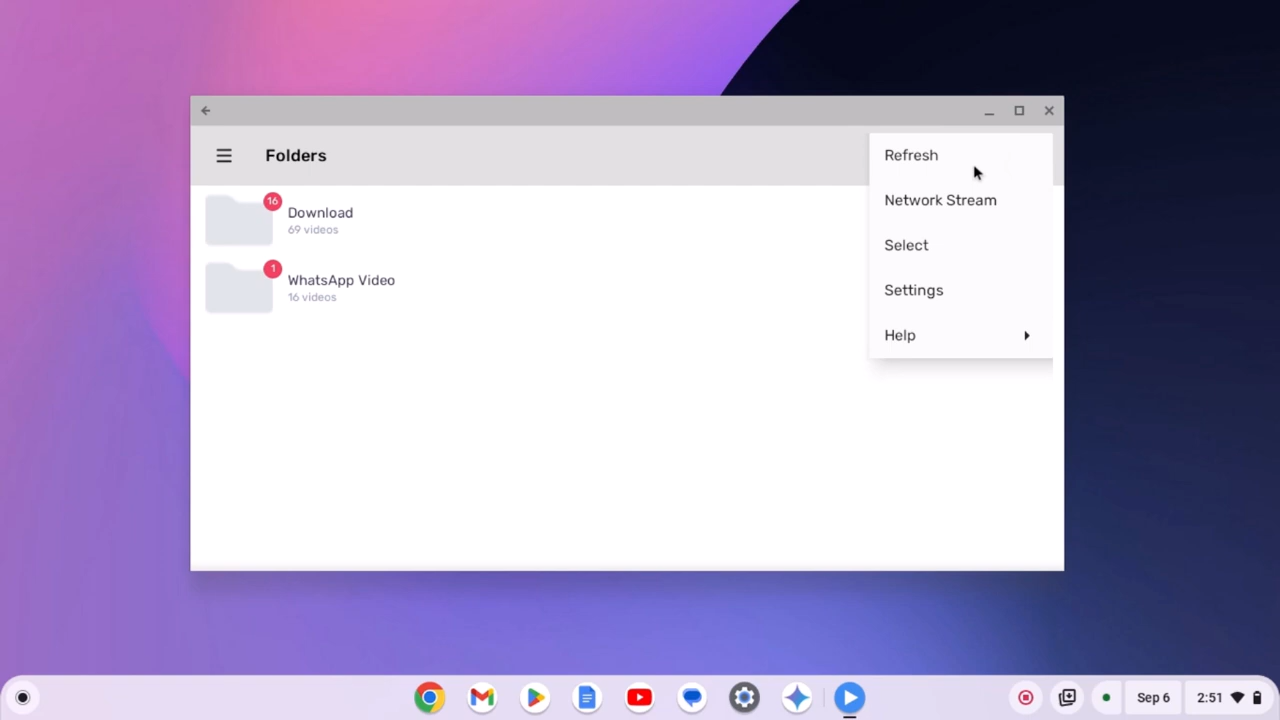 Folders
16
Download
69 videos
1
WhatsApp Video
16 videos
Refresh
Network Stream
Select
Settings
Help
Sep 6
2:51